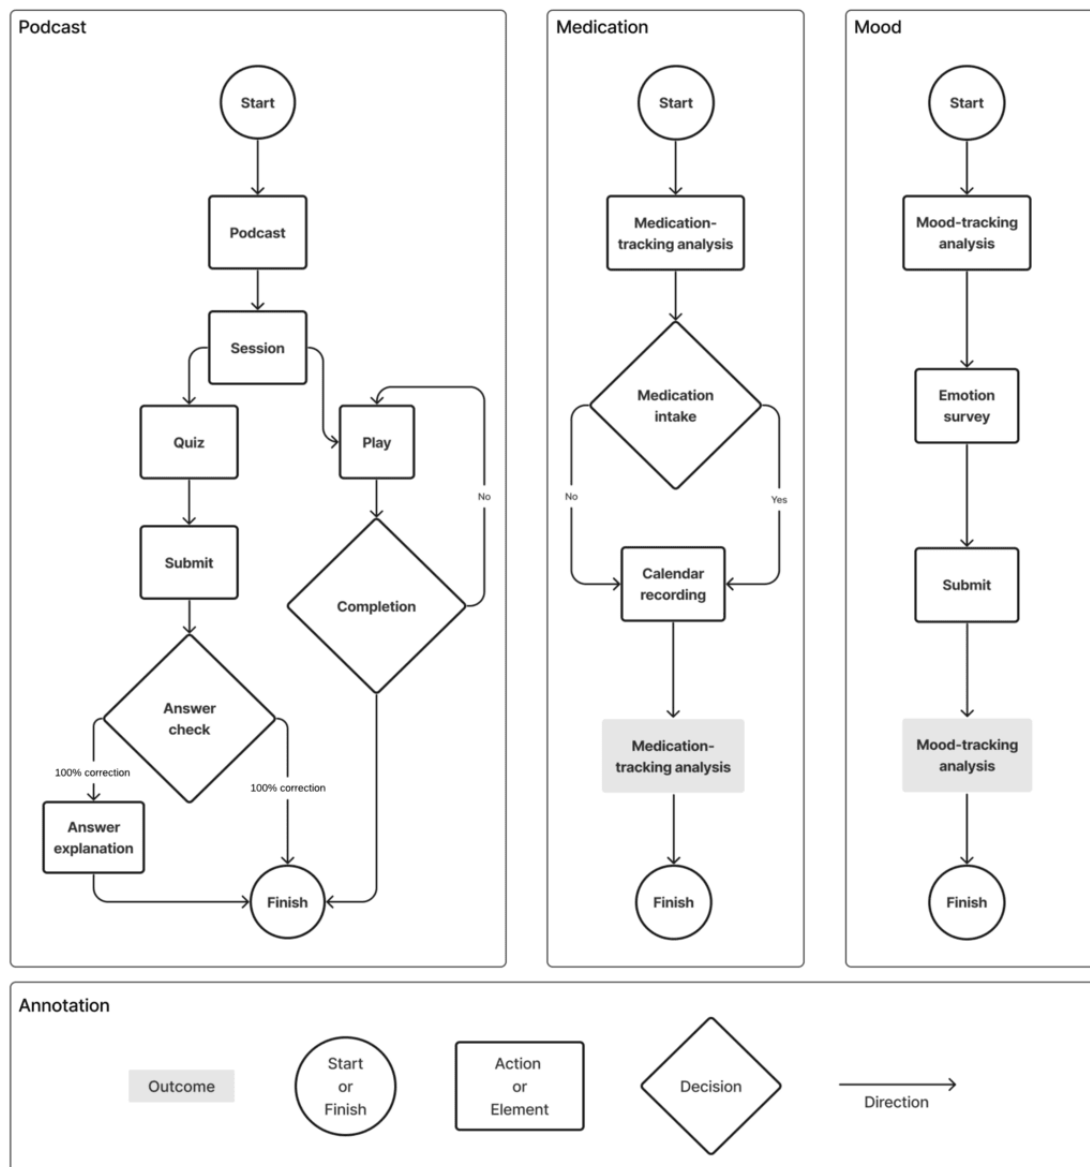 Podcast
Start
Podcast
Session
Quiz
Play
No
Submit
Completion
Answer
check
100% correction
100% correction
Answer
explanation
Finish
Medication
Start
Medication-
tracking analysis
Medication
intake
No
Yes
Calendar
recording
Medication-
tracking analysis
Finish
Mood
Start
Mood-tracking
analysis
Emotion
survey
Submit
Mood-tracking
analysis
Finish
Annotation
Outcome
Start
or
Finish
Action
or
Element
Decision
Direction